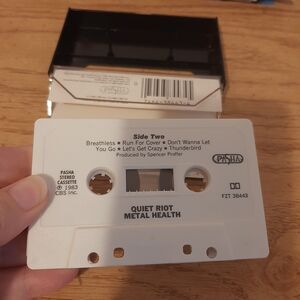 Side Two
Breathless • Run For Cover • Don't Wanna Let
You Go • Let's Get Crazy • Thunderbird
Produced by Spencer Proffer
PASHA
PASHA
STEREO
CASSETTE
℗ 1983
CBS Inc.
FZT 38443
QUIET RIOT
METAL HEALTH